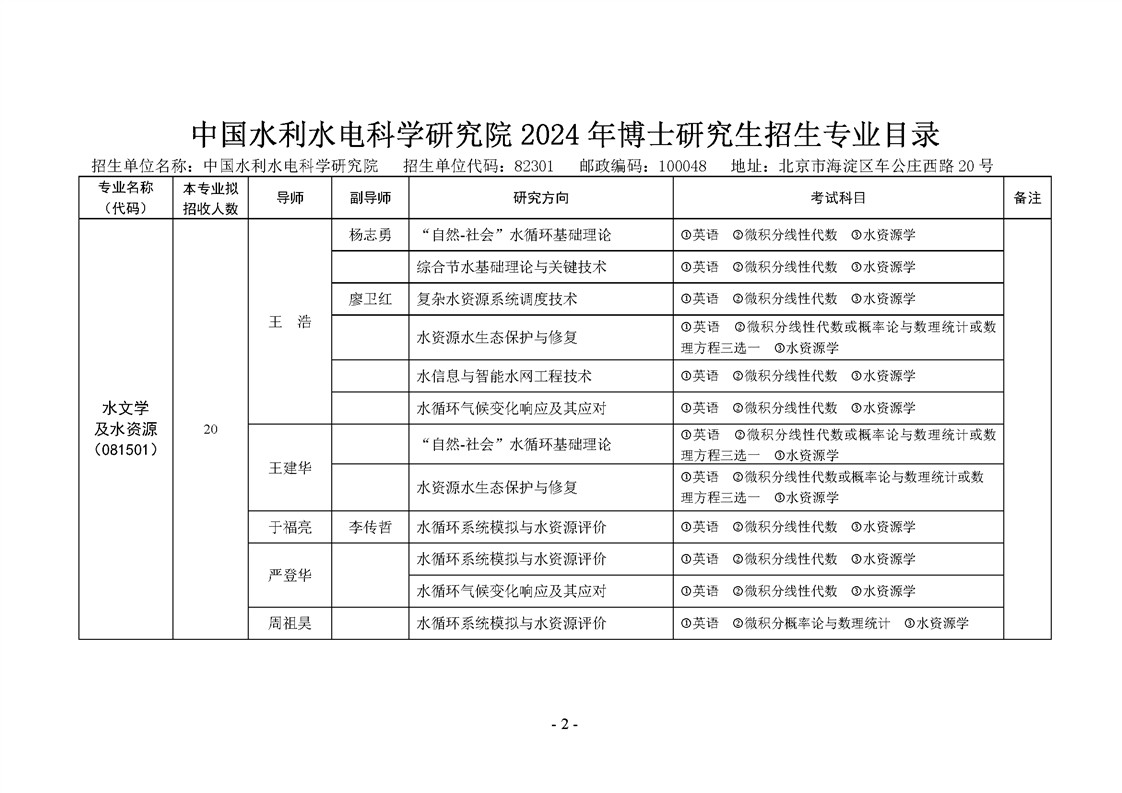 中国水利水电科学研究院 2024 年博士研究生招生专业目录
招生单位名称：中国水利水电科学研究院 招生单位代码：82301 邮政编码：100048 地址：北京市海淀区车公庄西路 20 号
专业名称（代码） 本专业拟招收人数 导师 副导师 研究方向 考试科目 备注
水文学及水资源（081501） 20 王 浩 杨志勇 “自然-社会”水循环基础理论 ①英语 ②微积分线性代数 ③水资源学
综合节水基础理论与关键技术 ①英语 ②微积分线性代数 ③水资源学
廖卫红 复杂水资源系统调度技术 ①英语 ②微积分线性代数 ③水资源学
水资源水生态保护与修复 ①英语 ②微积分线性代数或概率论与数理统计或数
理方程三选一 ③水资源学
水信息与智能水网工程技术 ①英语 ②微积分线性代数 ③水资源学
水循环气候变化响应及其应对 ①英语 ②微积分线性代数 ③水资源学
王建华 “自然-社会”水循环基础理论 ①英语 ②微积分线性代数或概率论与数理统计或数
理方程三选一 ③水资源学
水资源水生态保护与修复 ①英语 ②微积分线性代数或概率论与数理统计或数
理方程三选一 ③水资源学
于福亮 李传哲 水循环系统模拟与水资源评价 ①英语 ②微积分线性代数 ③水资源学
严登华 水循环系统模拟与水资源评价 ①英语 ②微积分线性代数 ③水资源学
水循环气候变化响应及其应对 ①英语 ②微积分线性代数 ③水资源学
周祖昊 水循环系统模拟与水资源评价 ①英语 ②微积分概率论与数理统计 ③水资源学
- 2 -